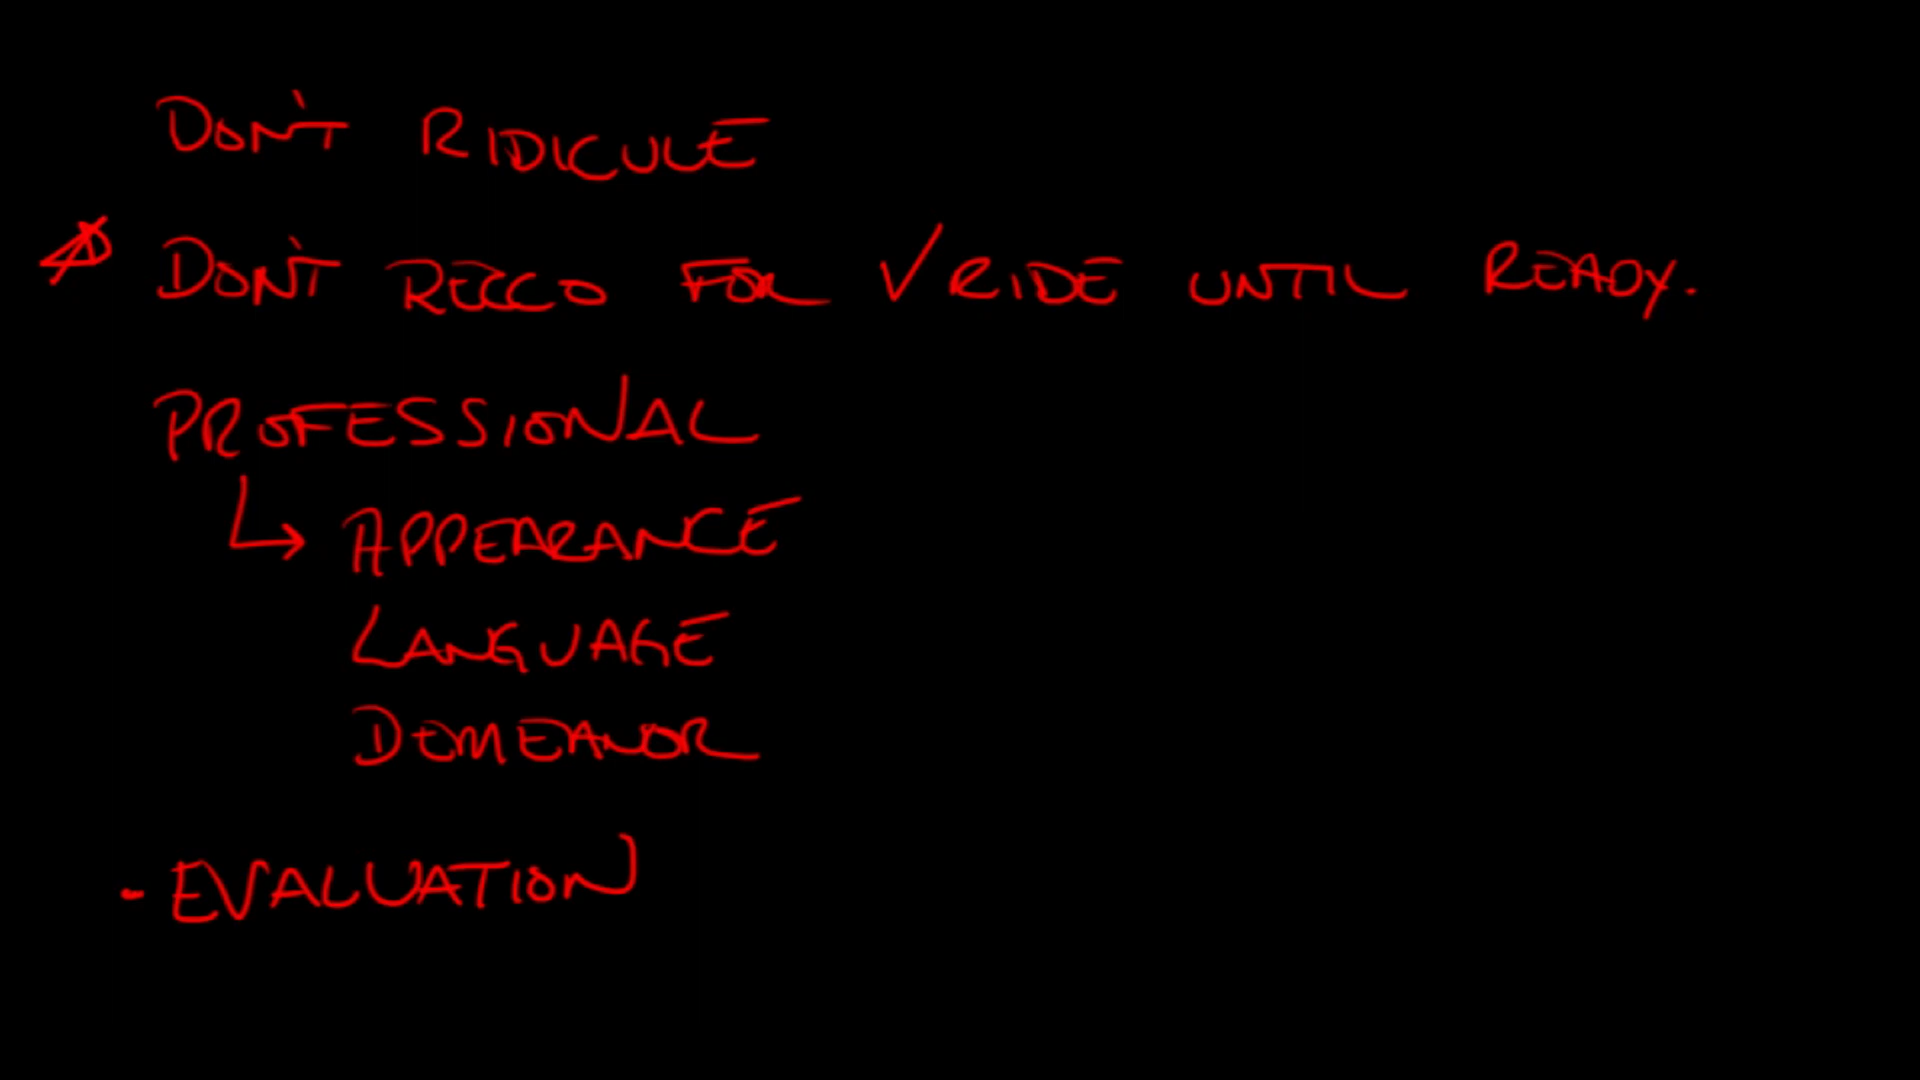 DON'T RIDICULE
DON'T RECCO FOR ✓ RIDE UNTIL READY.
PROFESSIONAL
↳ APPEARANCE
LANGUAGE
DEMEANOR
- EVALUATION